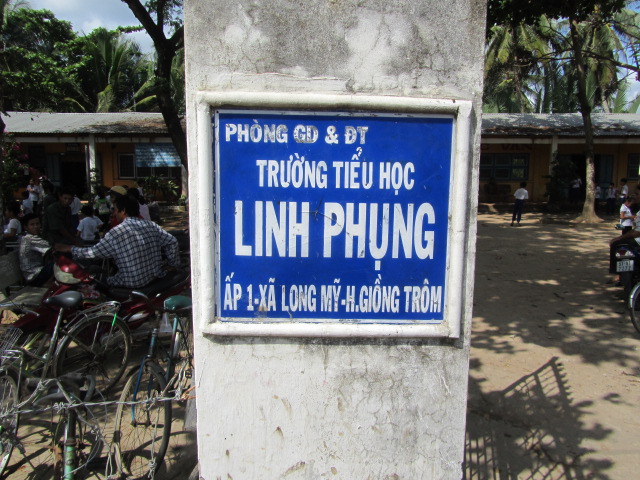 PHÒNG GD & ĐT
TRƯỜNG TIỂU HỌC
LINH PHỤNG
ẤP 1-XÃ LONG MỸ-H.GIỒNG TRÔM